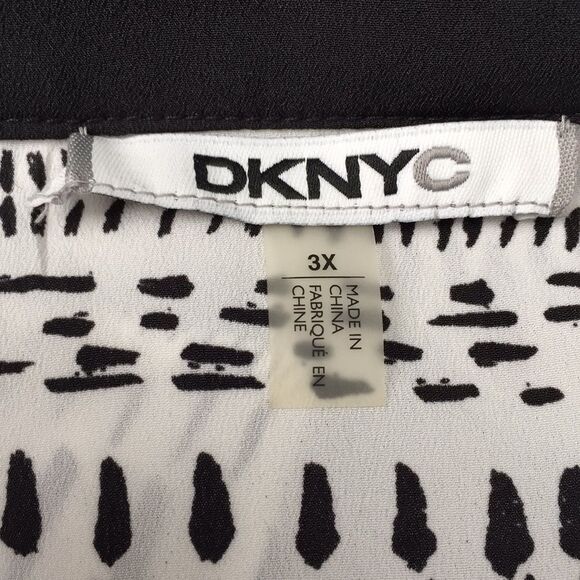 DKNYC
3X
MADE IN
CHINA
FABRIQUÉ EN
CHINE